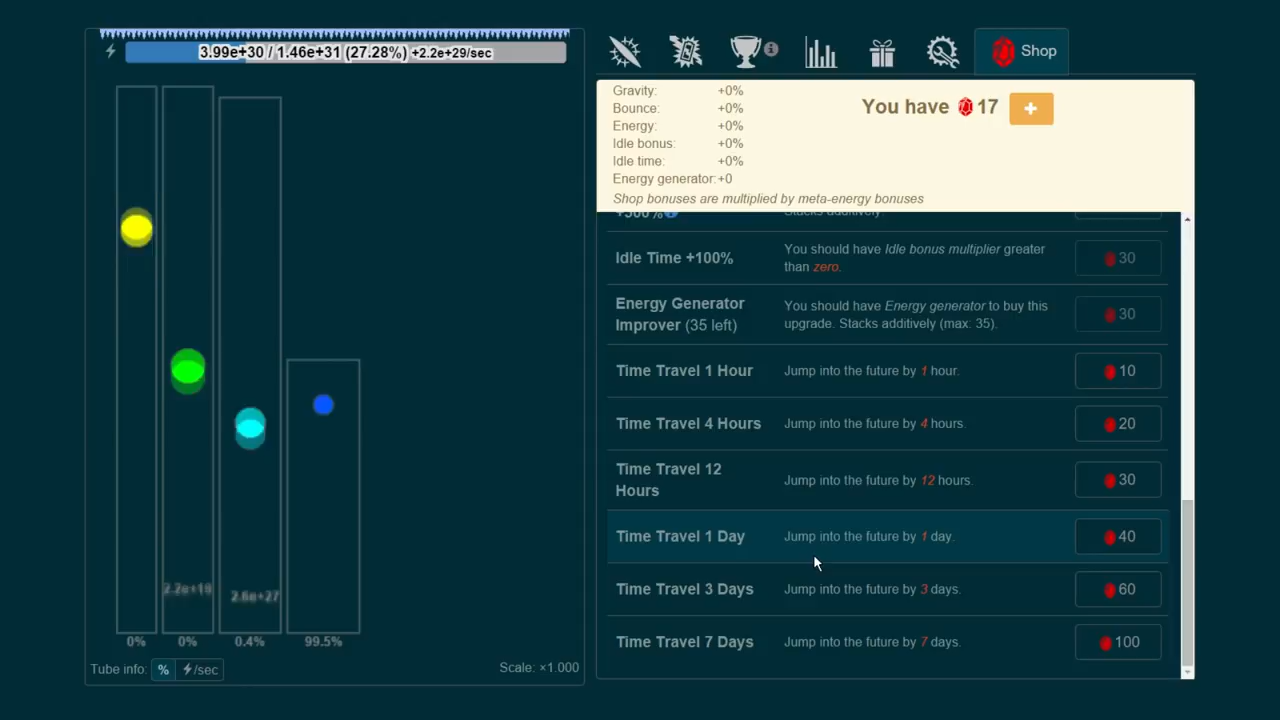 3.99e+30 / 1.46e+31 (27.28%) +2.2e+29/sec
Shop
Gravity: +0%
Bounce: +0%
Energy: +0%
Idle bonus: +0%
Idle time: +0%
Energy generator: +0
You have 17 +
Shop bonuses are multiplied by meta-energy bonuses
+300% Stacks additively.
Idle Time +100%
You should have Idle bonus multiplier greater
than zero.
30
Energy Generator
Improver (35 left)
You should have Energy generator to buy this
upgrade. Stacks additively (max: 35).
30
Time Travel 1 Hour Jump into the future by 1 hour. 10
Time Travel 4 Hours Jump into the future by 4 hours. 20
Time Travel 12
Hours
Jump into the future by 12 hours.
30
Time Travel 1 Day Jump into the future by 1 day. 40
Time Travel 3 Days Jump into the future by 3 days. 60
Time Travel 7 Days Jump into the future by 7 days. 100
2.2e+18 2.6e+27
0% 0% 0.4% 99.5%
Tube info: % /sec
Scale: ×1.000